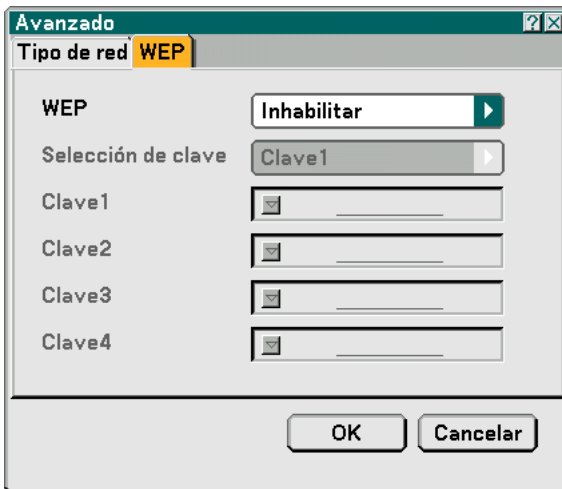 Avanzado ?
Tipo de red WEP
WEP Inhabilitar
Selección de clave Clave1
Clave1
Clave2
Clave3
Clave4
OK Cancelar